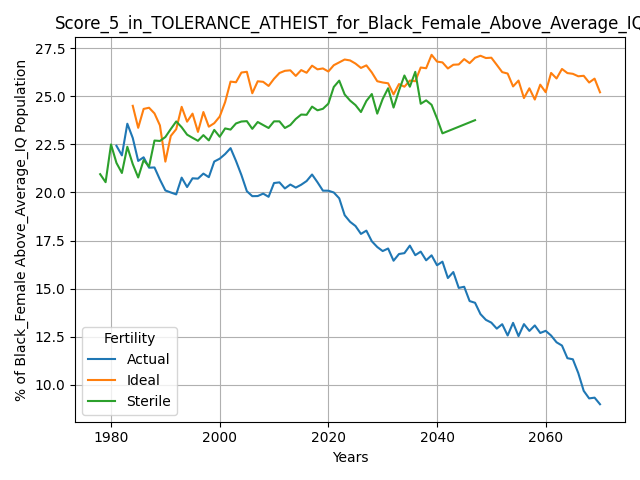 Score_5_in_TOLERANCE_ATHEIST_for_Black_Female_Above_Average_IQ
% of Black_Female Above_Average_IQ Population
27.5
25.0
22.5
20.0
17.5
15.0
12.5
10.0
Fertility
Actual
Ideal
Sterile
1980
2000
2020
2040
2060
Years